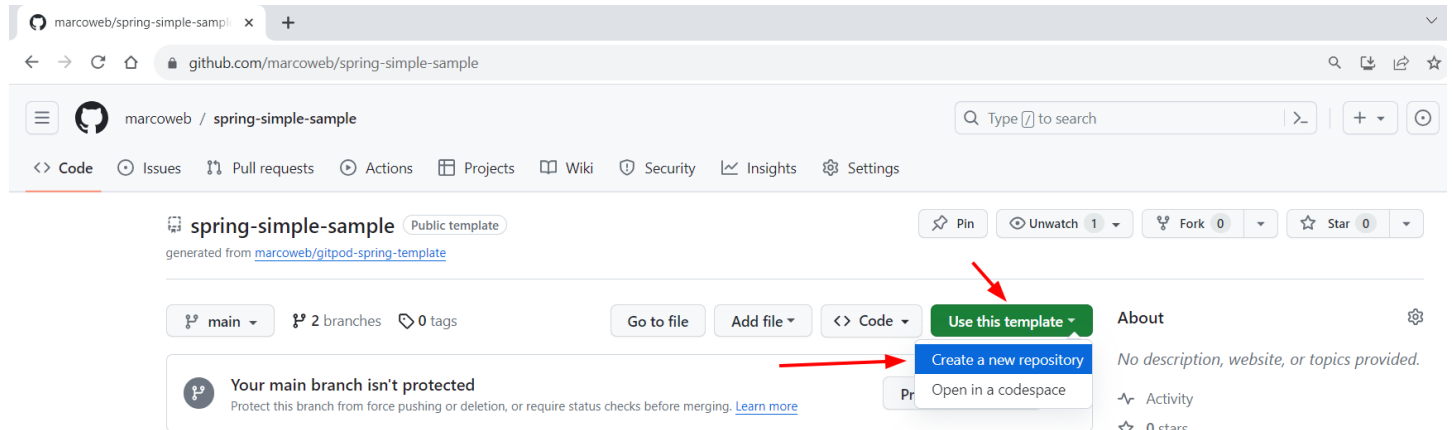 marcoweb/spring-simple-sampl
github.com/marcoweb/spring-simple-sample
marcoweb / spring-simple-sample
Type / to search
Code Issues Pull requests Actions Projects Wiki Security Insights Settings
spring-simple-sample Public template
Pin Unwatch 1 Fork 0 Star 0
generated from marcoweb/gitpod-spring-template
main 2 branches 0 tags Go to file Add file <> Code Use this template About
Create a new repository
No description, website, or topics provided.
Your main branch isn't protected
Open in a codespace
Protect this branch from force pushing or deletion, or require status checks before merging. Learn more
Activity
0 stars